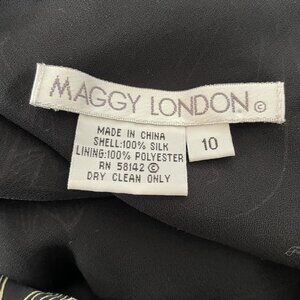 MAGGY LONDON ©
MADE IN CHINA
SHELL:100% SILK
LINING:100% POLYESTER
RN 58142 ©
DRY CLEAN ONLY
10